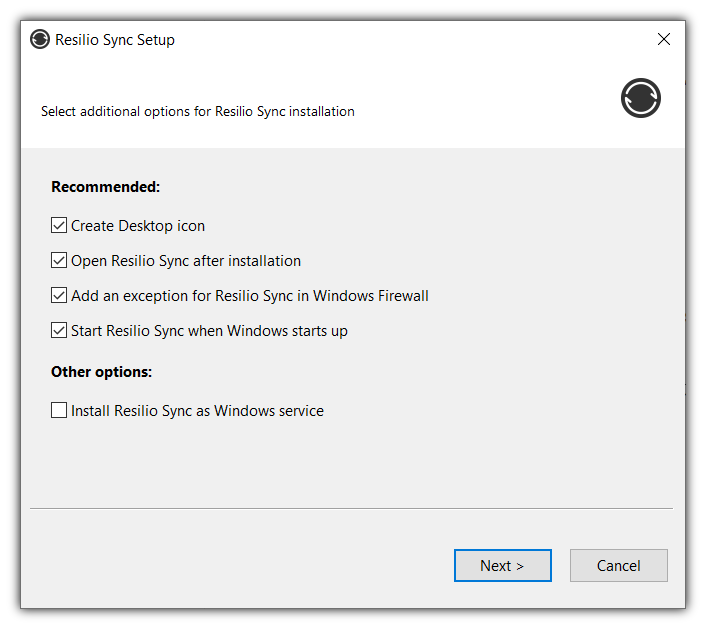 Resilio Sync Setup
Select additional options for Resilio Sync installation
Recommended:
Create Desktop icon
Open Resilio Sync after installation
Add an exception for Resilio Sync in Windows Firewall
Start Resilio Sync when Windows starts up
Other options:
Install Resilio Sync as Windows service
Next >
Cancel